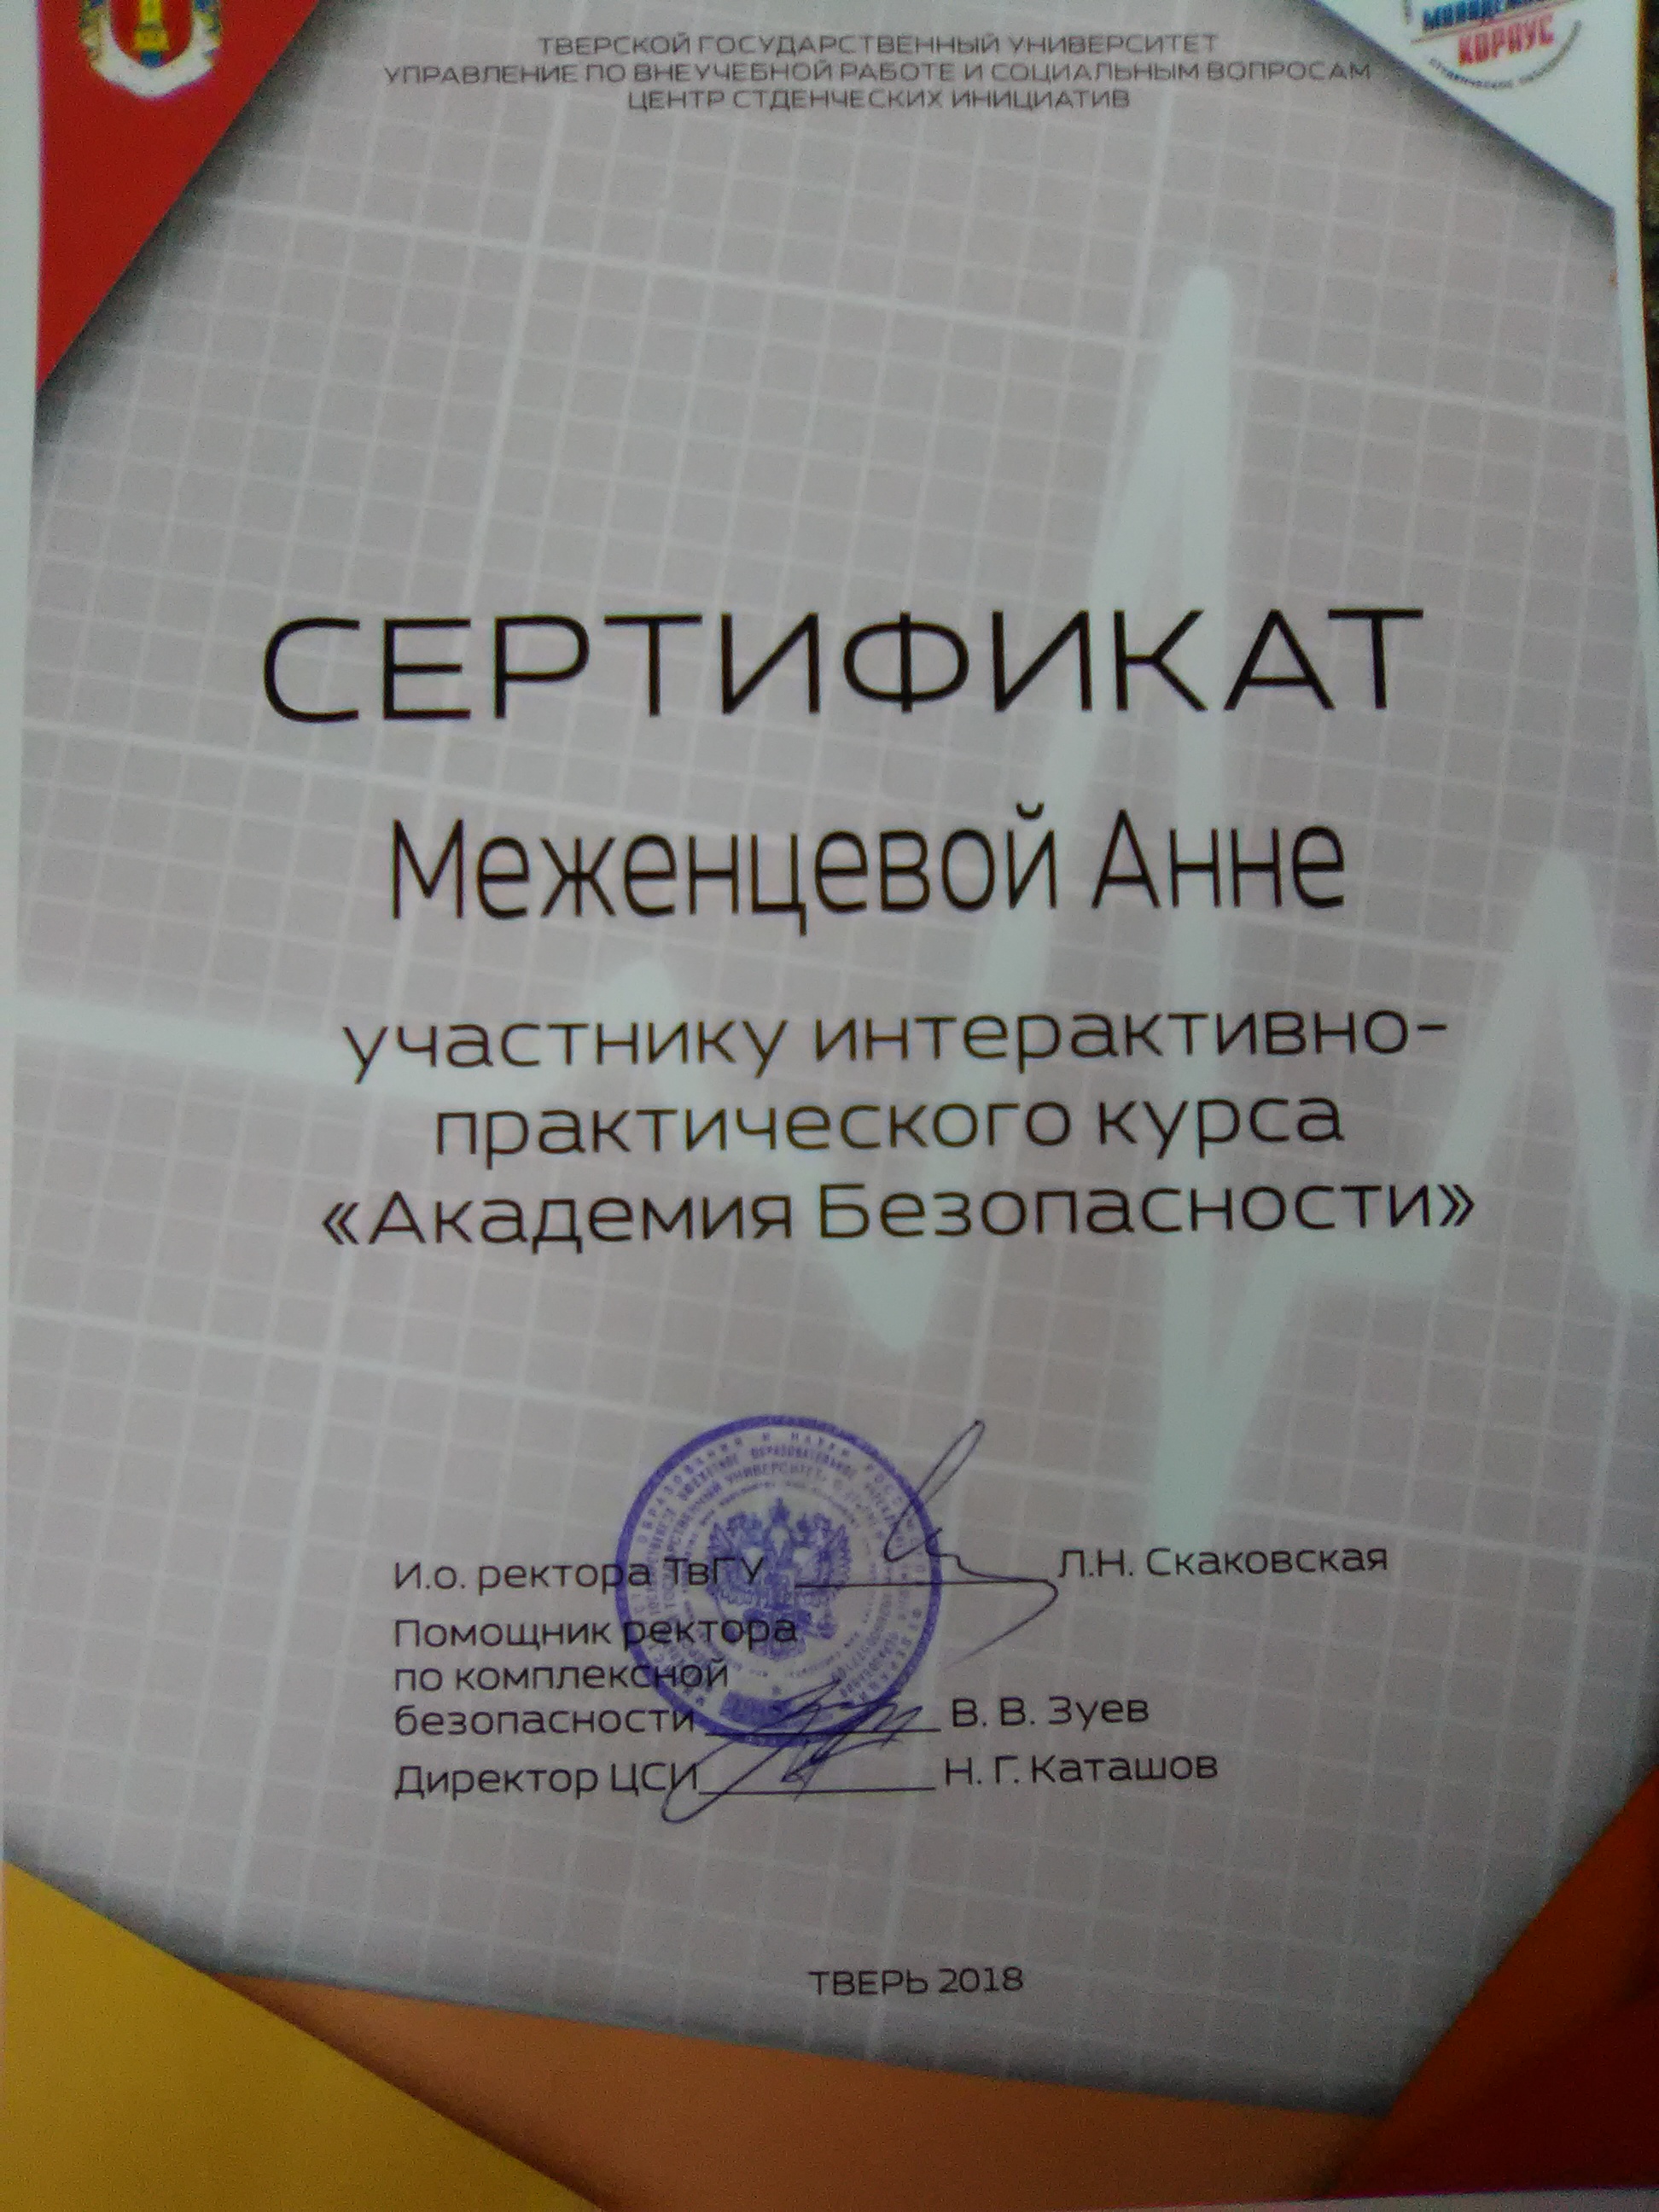 КОРПУС
ТВЕРСКОЙ ГОСУДАРСТВЕННЫЙ УНИВЕРСИТЕТ
УПРАВЛЕНИЕ ПО ВНЕУЧЕБНОЙ РАБОТЕ И СОЦИАЛЬНЫМ ВОПРОСАМ
ЦЕНТР СТДЕНЧЕСКИХ ИНИЦИАТИВ
СЕРТИФИКАТ
Меженцевой Анне
участнику интерактивно-
практического курса
«Академия Безопасности»
И.о. ректора ТвГУ Л.Н. Скаковская
Помощник ректора
по комплексной
безопасности В. В. Зуев
Директор ЦСИ Н. Г. Каташов
ТВЕРЬ 2018